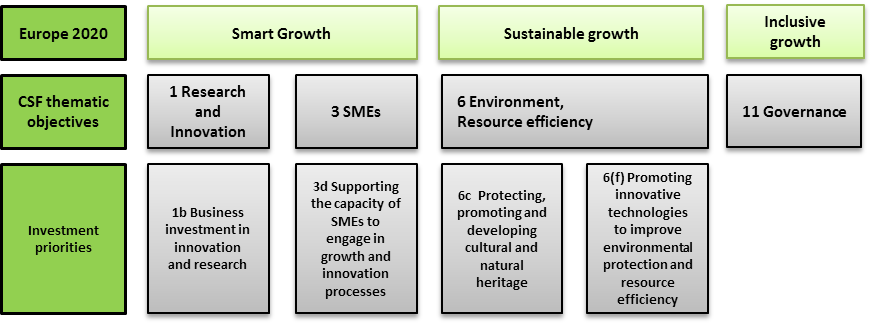 Europe 2020
Smart Growth
Sustainable growth
Inclusive
growth
CSF thematic
objectives
1 Research
and
Innovation
3 SMEs
6 Environment,
Resource efficiency
11 Governance
Investment
priorities
1b Business
investment in
innovation
and research
3d Supporting
the capacity of
SMEs to
engage in
growth and
innovation
processes
6c Protecting,
promoting and
developing
cultural and
natural
heritage
6(f) Promoting
innovative
technologies
to improve
environmental
protection and
resource
efficiency